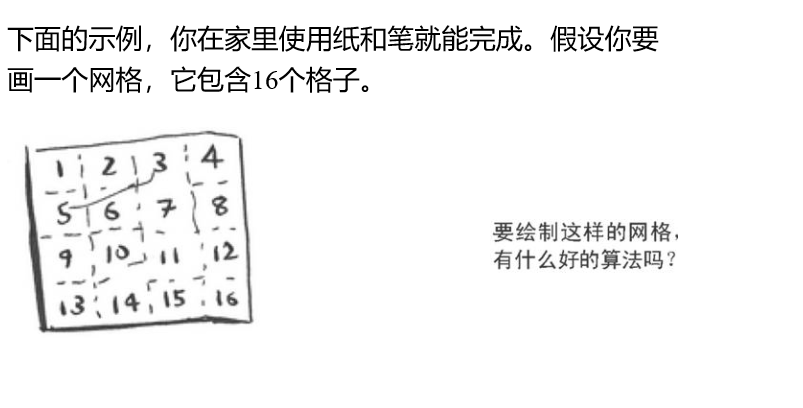 下面的示例，你在家里使用纸和笔就能完成。假设你要
画一个网格，它包含16个格子。
1 2 3 4
5 6 7 8
9 10 11 12
13 14 15 16
要绘制这样的网格，
有什么好的算法吗？